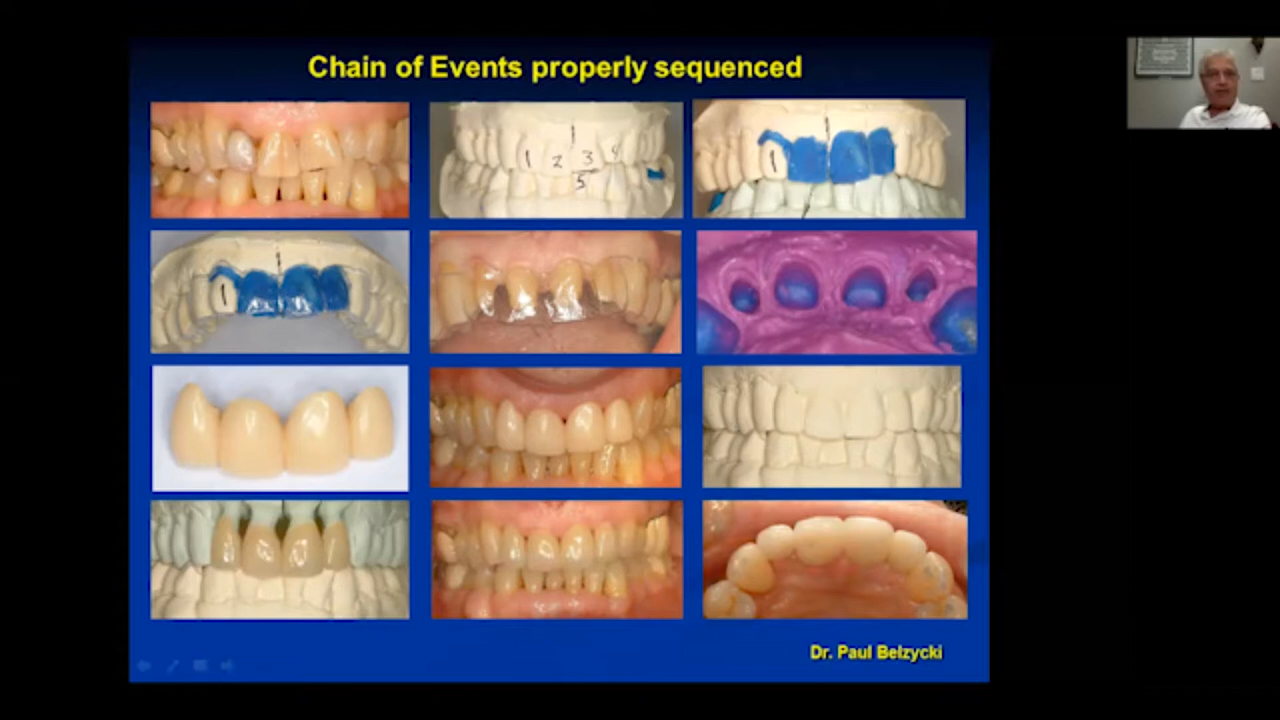 Chain of Events properly sequenced
1 2 3 4
5
1
1
Dr. Paul Belzycki